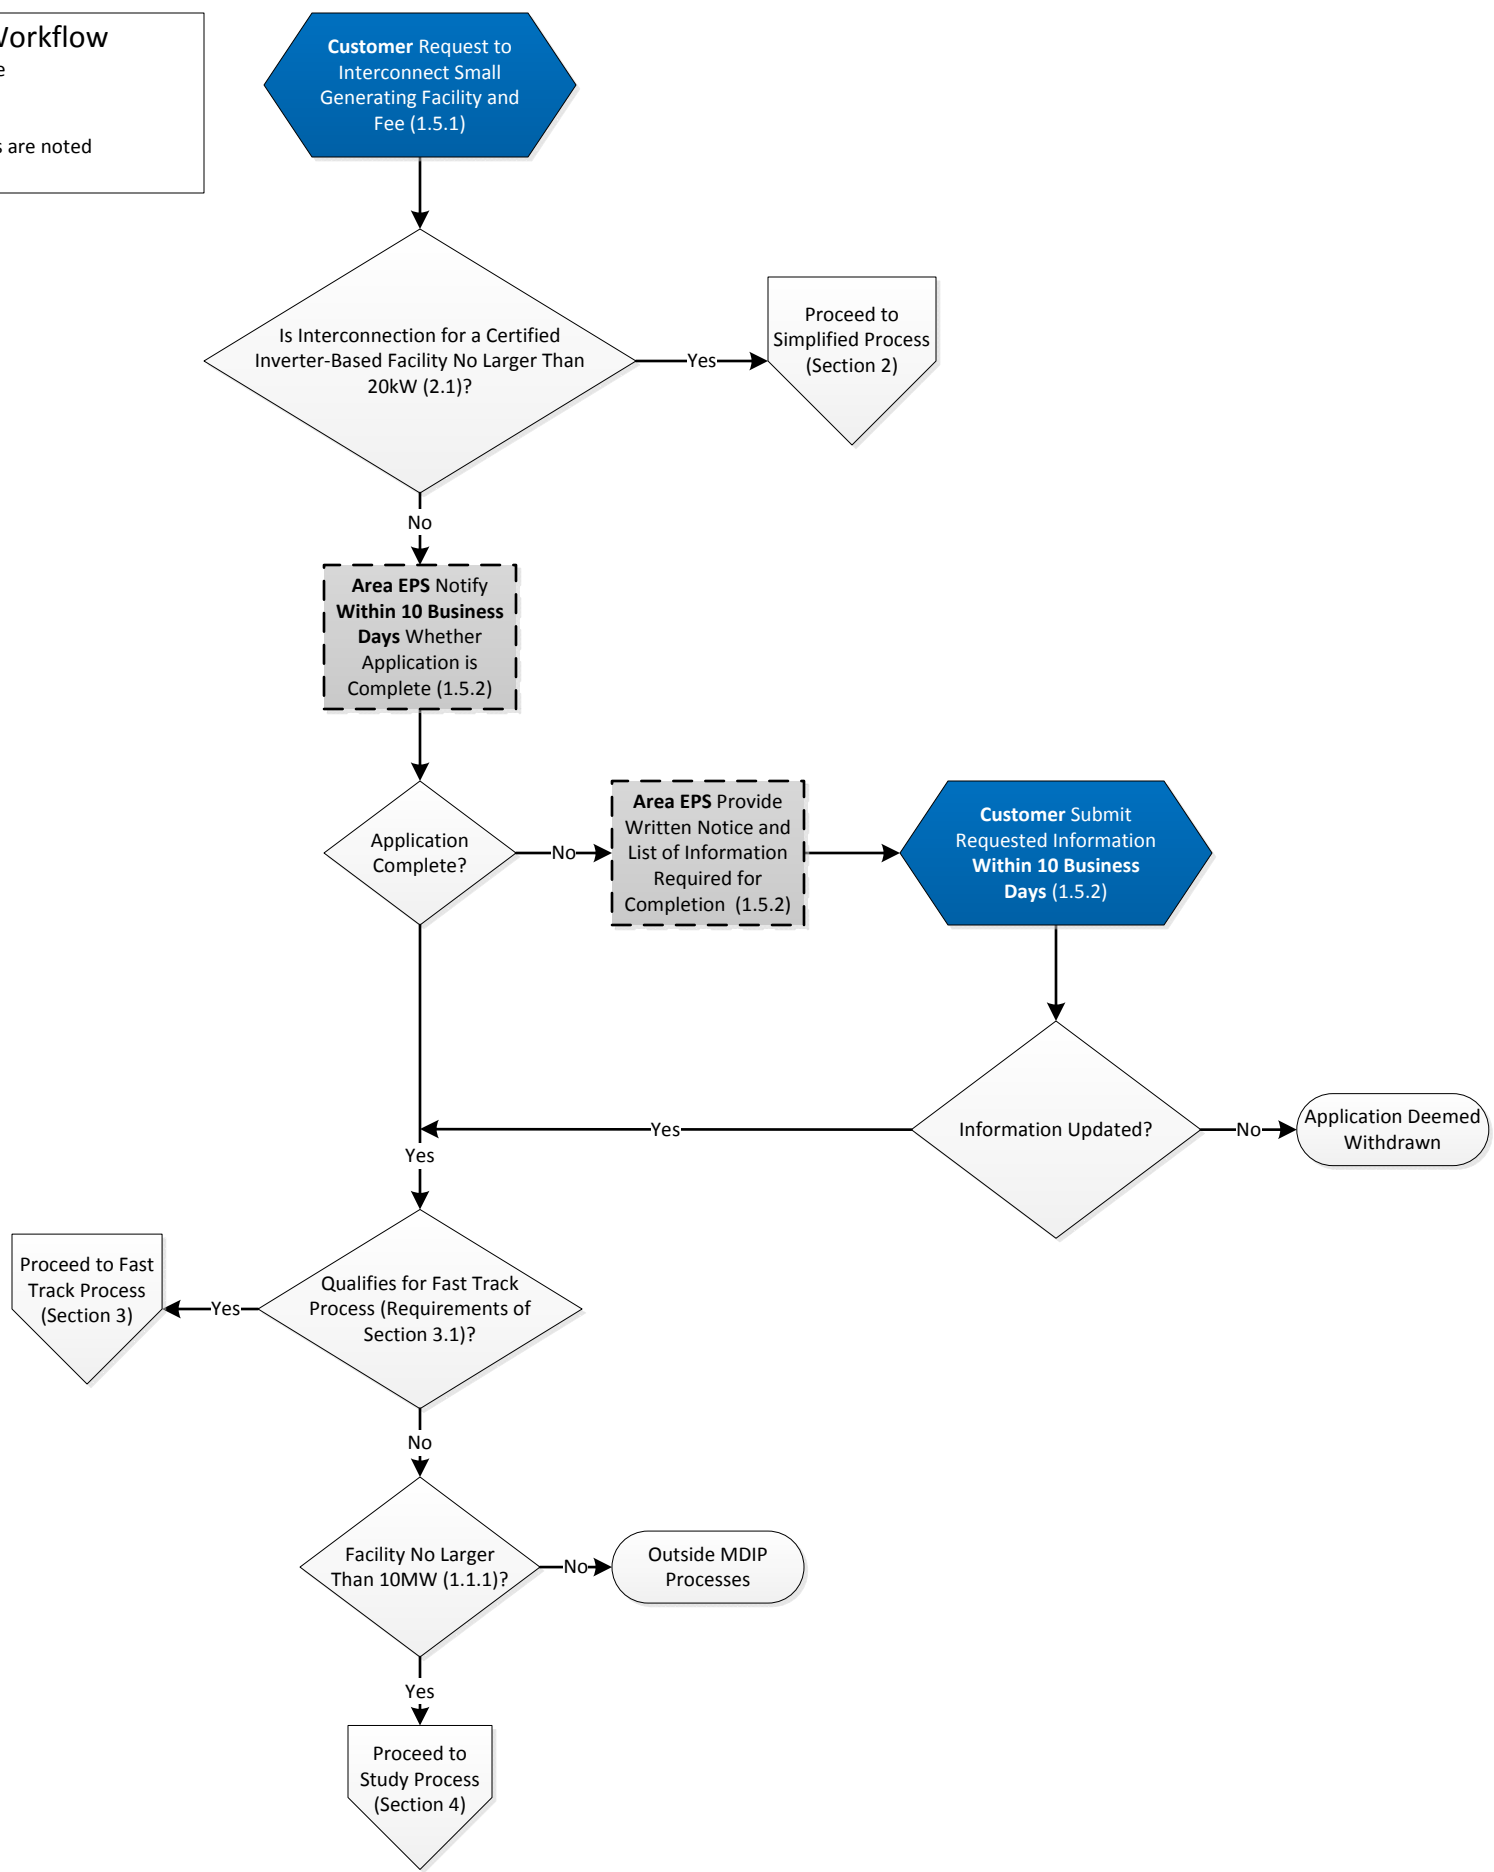 Workflow
e
s are noted
Customer Request to
Interconnect Small
Generating Facility and
Fee (1.5.1)
Is Interconnection for a Certified
Inverter-Based Facility No Larger Than
20kW (2.1)?
Yes
Proceed to
Simplified Process
(Section 2)
No
Area EPS Notify
Within 10 Business
Days Whether
Application is
Complete (1.5.2)
Application
Complete?
No
Area EPS Provide
Written Notice and
List of Information
Required for
Completion (1.5.2)
Customer Submit
Requested Information
Within 10 Business
Days (1.5.2)
Information Updated?
No
Application Deemed
Withdrawn
Yes
Yes
Qualifies for Fast Track
Process (Requirements of
Section 3.1)?
Yes
Proceed to Fast
Track Process
(Section 3)
No
Facility No Larger
Than 10MW (1.1.1)?
No
Outside MDIP
Processes
Yes
Proceed to
Study Process
(Section 4)